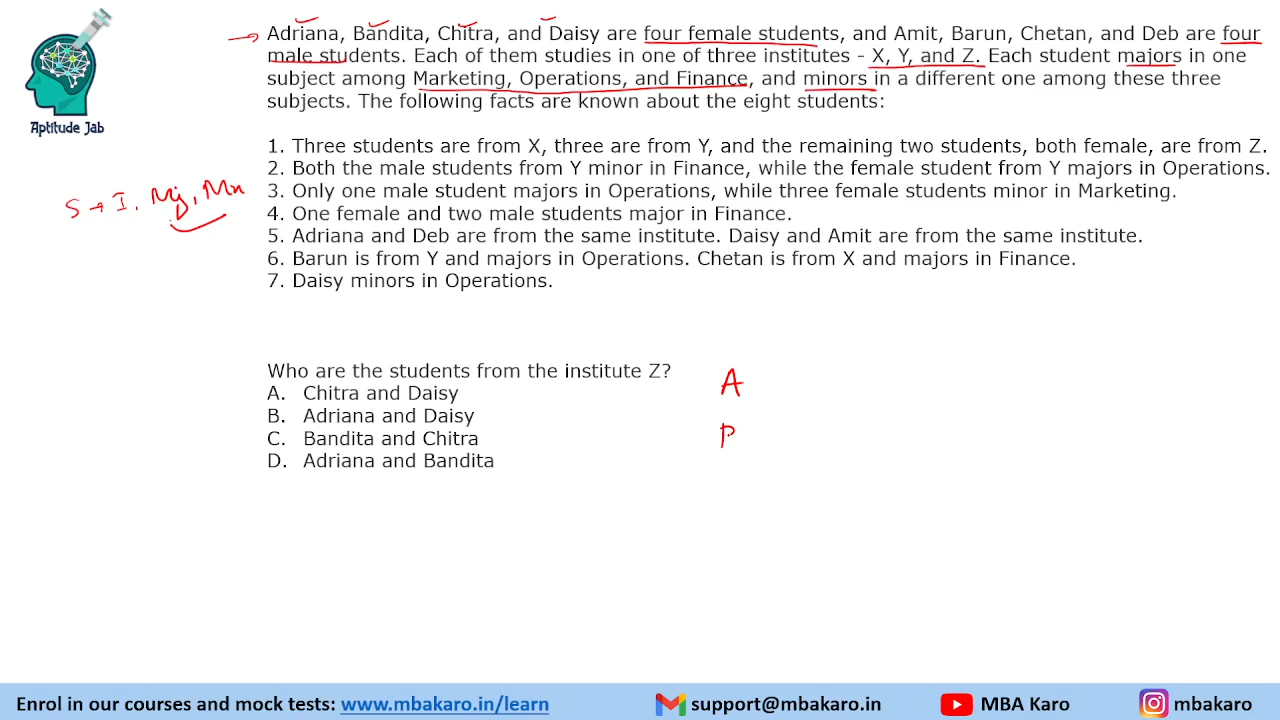 Adriana, Bandita, Chitra, and Daisy are four female students, and Amit, Barun, Chetan, and Deb are four
male students. Each of them studies in one of three institutes - X, Y, and Z. Each student majors in one
subject among Marketing, Operations, and Finance, and minors in a different one among these three
subjects. The following facts are known about the eight students:
Aptitude Jab
1. Three students are from X, three are from Y, and the remaining two students, both female, are from Z.
2. Both the male students from Y minor in Finance, while the female student from Y majors in Operations.
3. Only one male student majors in Operations, while three female students minor in Marketing.
4. One female and two male students major in Finance.
5. Adriana and Deb are from the same institute. Daisy and Amit are from the same institute.
6. Barun is from Y and majors in Operations. Chetan is from X and majors in Finance.
7. Daisy minors in Operations.
S → I, Mj, Mn
Who are the students from the institute Z?
A. Chitra and Daisy
B. Adriana and Daisy
C. Bandita and Chitra
D. Adriana and Bandita
A
Enrol in our courses and mock tests: www.mbakaro.in/learn
support@mbakaro.in
MBA Karo
mbakaro